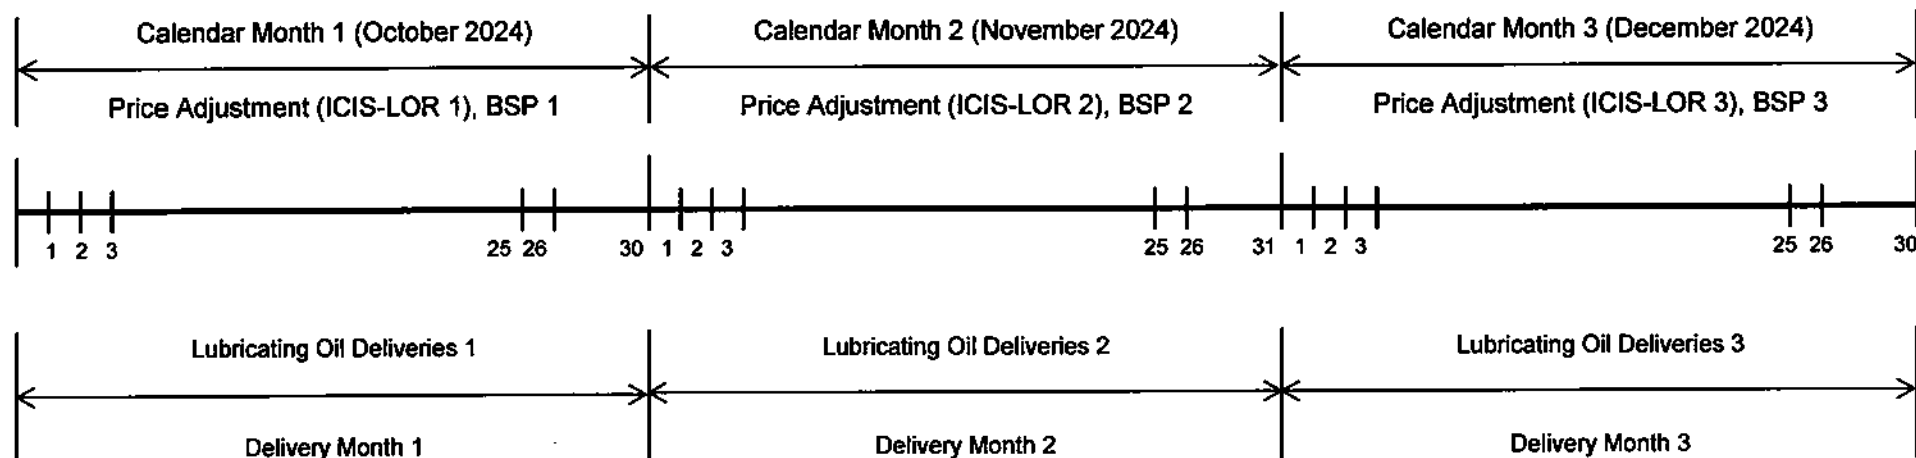 Calendar Month 1 (October 2024) Calendar Month 2 (November 2024) Calendar Month 3 (December 2024)
Price Adjustment (ICIS-LOR 1), BSP 1 Price Adjustment (ICIS-LOR 2), BSP 2 Price Adjustment (ICIS-LOR 3), BSP 3
1 2 3 25 26 30 1 2 3 25 26 31 1 2 3 25 26 30
Lubricating Oil Deliveries 1 Lubricating Oil Deliveries 2 Lubricating Oil Deliveries 3
Delivery Month 1 Delivery Month 2 Delivery Month 3